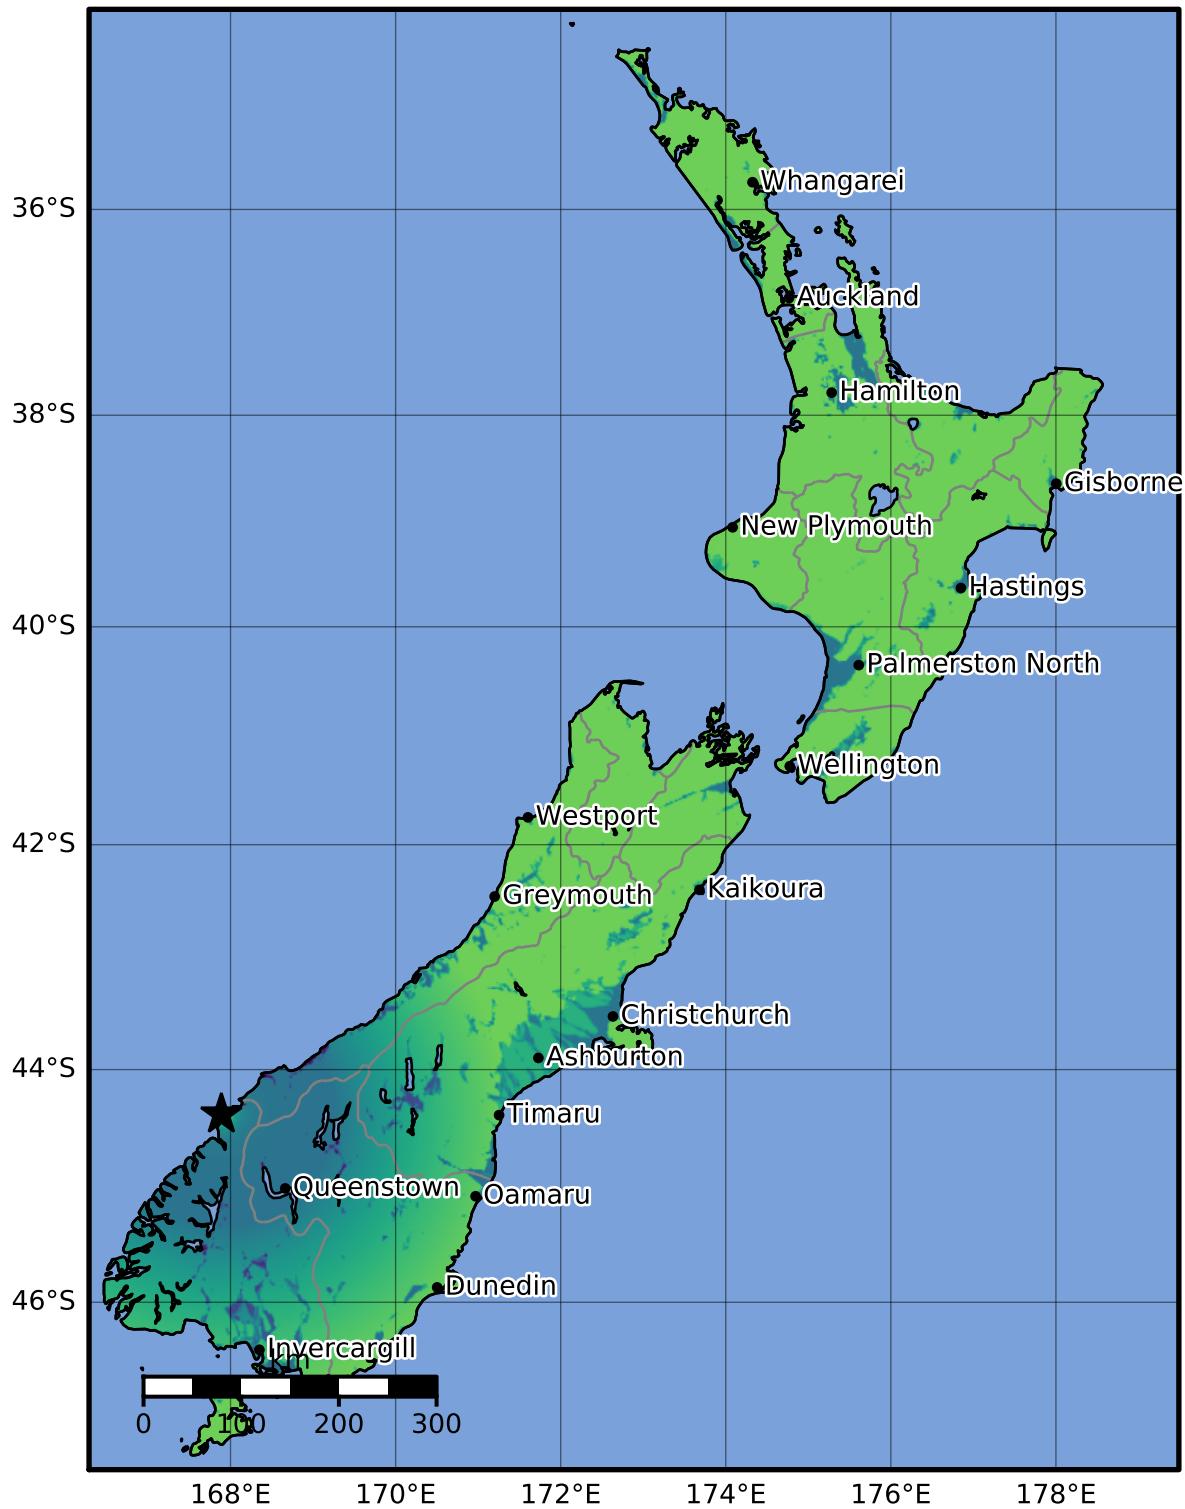 Whangarei
36°S
Auckland
Hamilton
38°S
Gisborne
New Plymouth
Hastings
40°S
Palmerston North
Wellington
Westport
42°S
Kaikoura
Greymouth
Christchurch
Ashburton
44°S
Timaru
Queenstown
Oamaru
Dunedin
46°S
Invercargill
km
0 100 200 300
168°E 170°E 172°E 174°E 176°E 178°E